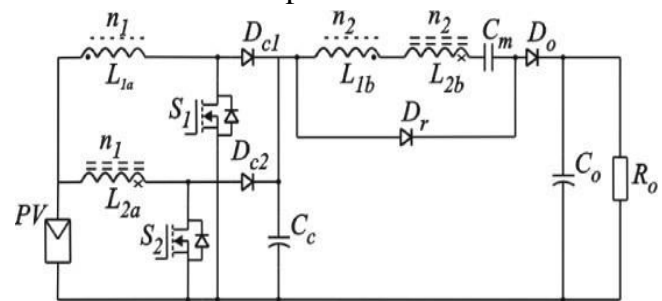 n1 Dc1 n2 n2 Cm Do
L1a L1b L2b
S1 Dr
n1 Dc2
L2a Co Ro
PV S2 Cc